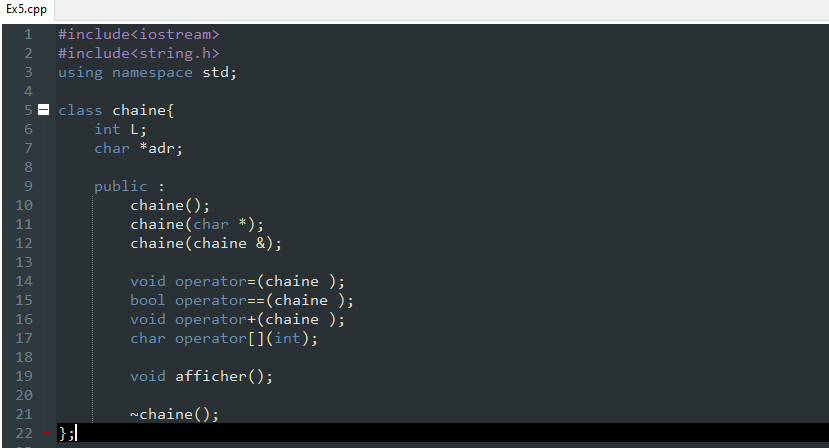 Ex5.cpp
1 #include<iostream>
2 #include<string.h>
3 using namespace std;
4
5 class chaine{
6 int L;
7 char *adr;
8
9 public :
10 chaine();
11 chaine(char *);
12 chaine(chaine &);
13
14 void operator=(chaine );
15 bool operator==(chaine );
16 void operator+(chaine );
17 char operator[](int);
18
19 void afficher();
20
21 ~chaine();
22 };